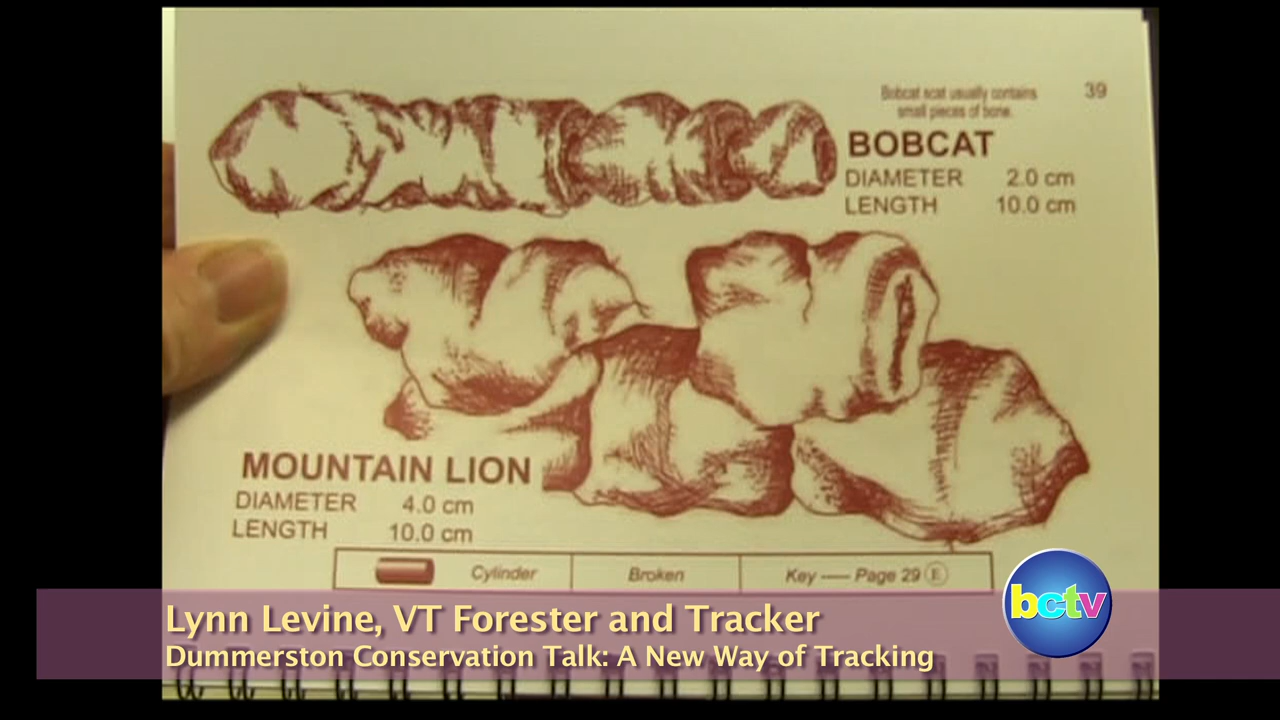 Bobcat scat usually contains
small pieces of bone.
39
BOBCAT
DIAMETER 2.0 cm
LENGTH 10.0 cm
MOUNTAIN LION
DIAMETER 4.0 cm
LENGTH 10.0 cm
Cylinder Broken Key — Page 29 E
Lynn Levine, VT Forester and Tracker
Dummerston Conservation Talk: A New Way of Tracking
bctv